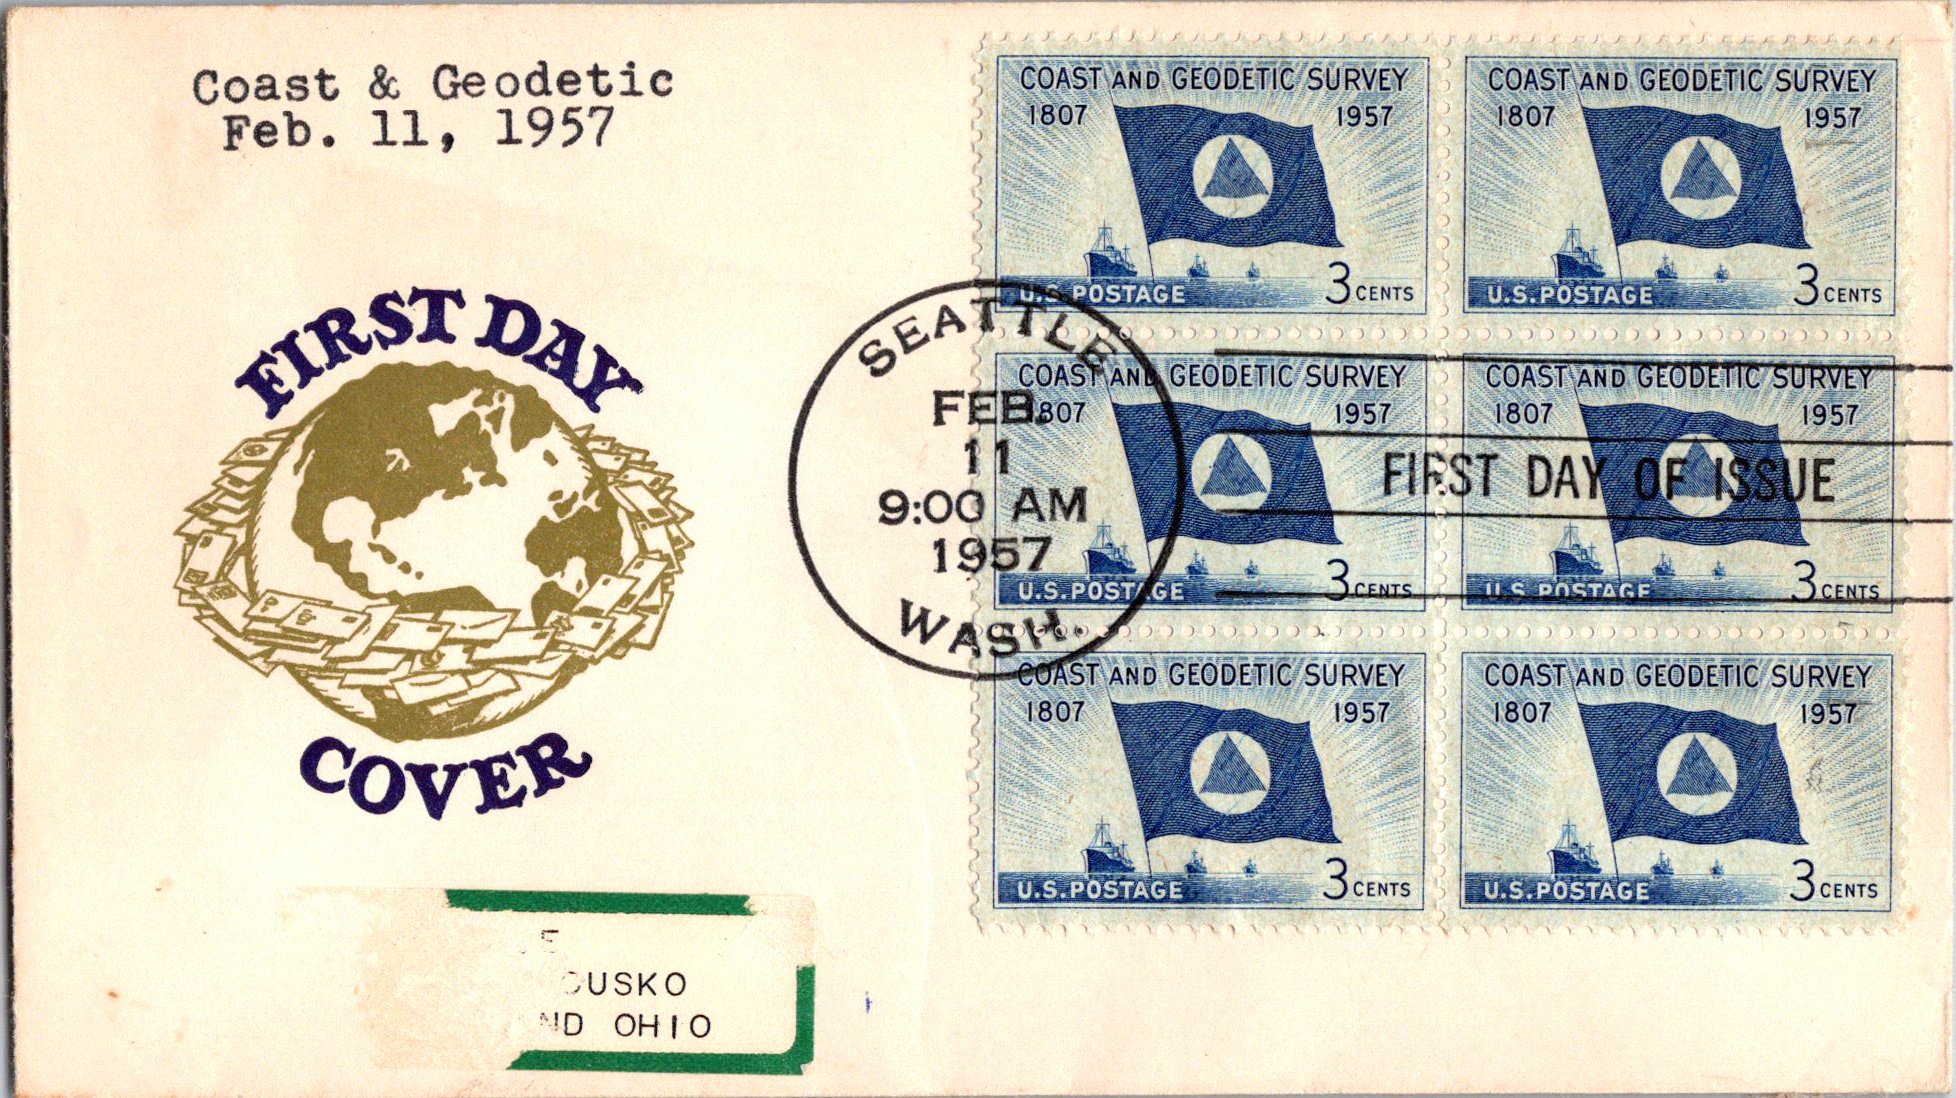 Coast & Geodetic
Feb. 11, 1957
FIRST DAY
COVER
SEATTLE
FEB.
11
9:00 AM
1957
WASH.
FIRST DAY OF ISSUE
COAST AND GEODETIC SURVEY
1807 1957
U.S. POSTAGE 3 CENTS
COAST AND GEODETIC SURVEY
1807 1957
U.S. POSTAGE 3 CENTS
COAST AND GEODETIC SURVEY
1807 1957
U.S. POSTAGE 3 CENTS
COAST AND GEODETIC SURVEY
1807 1957
U.S. POSTAGE 3 CENTS
COAST AND GEODETIC SURVEY
1807 1957
U.S. POSTAGE 3 CENTS
COAST AND GEODETIC SURVEY
1807 1957
U.S. POSTAGE 3 CENTS
OHIO